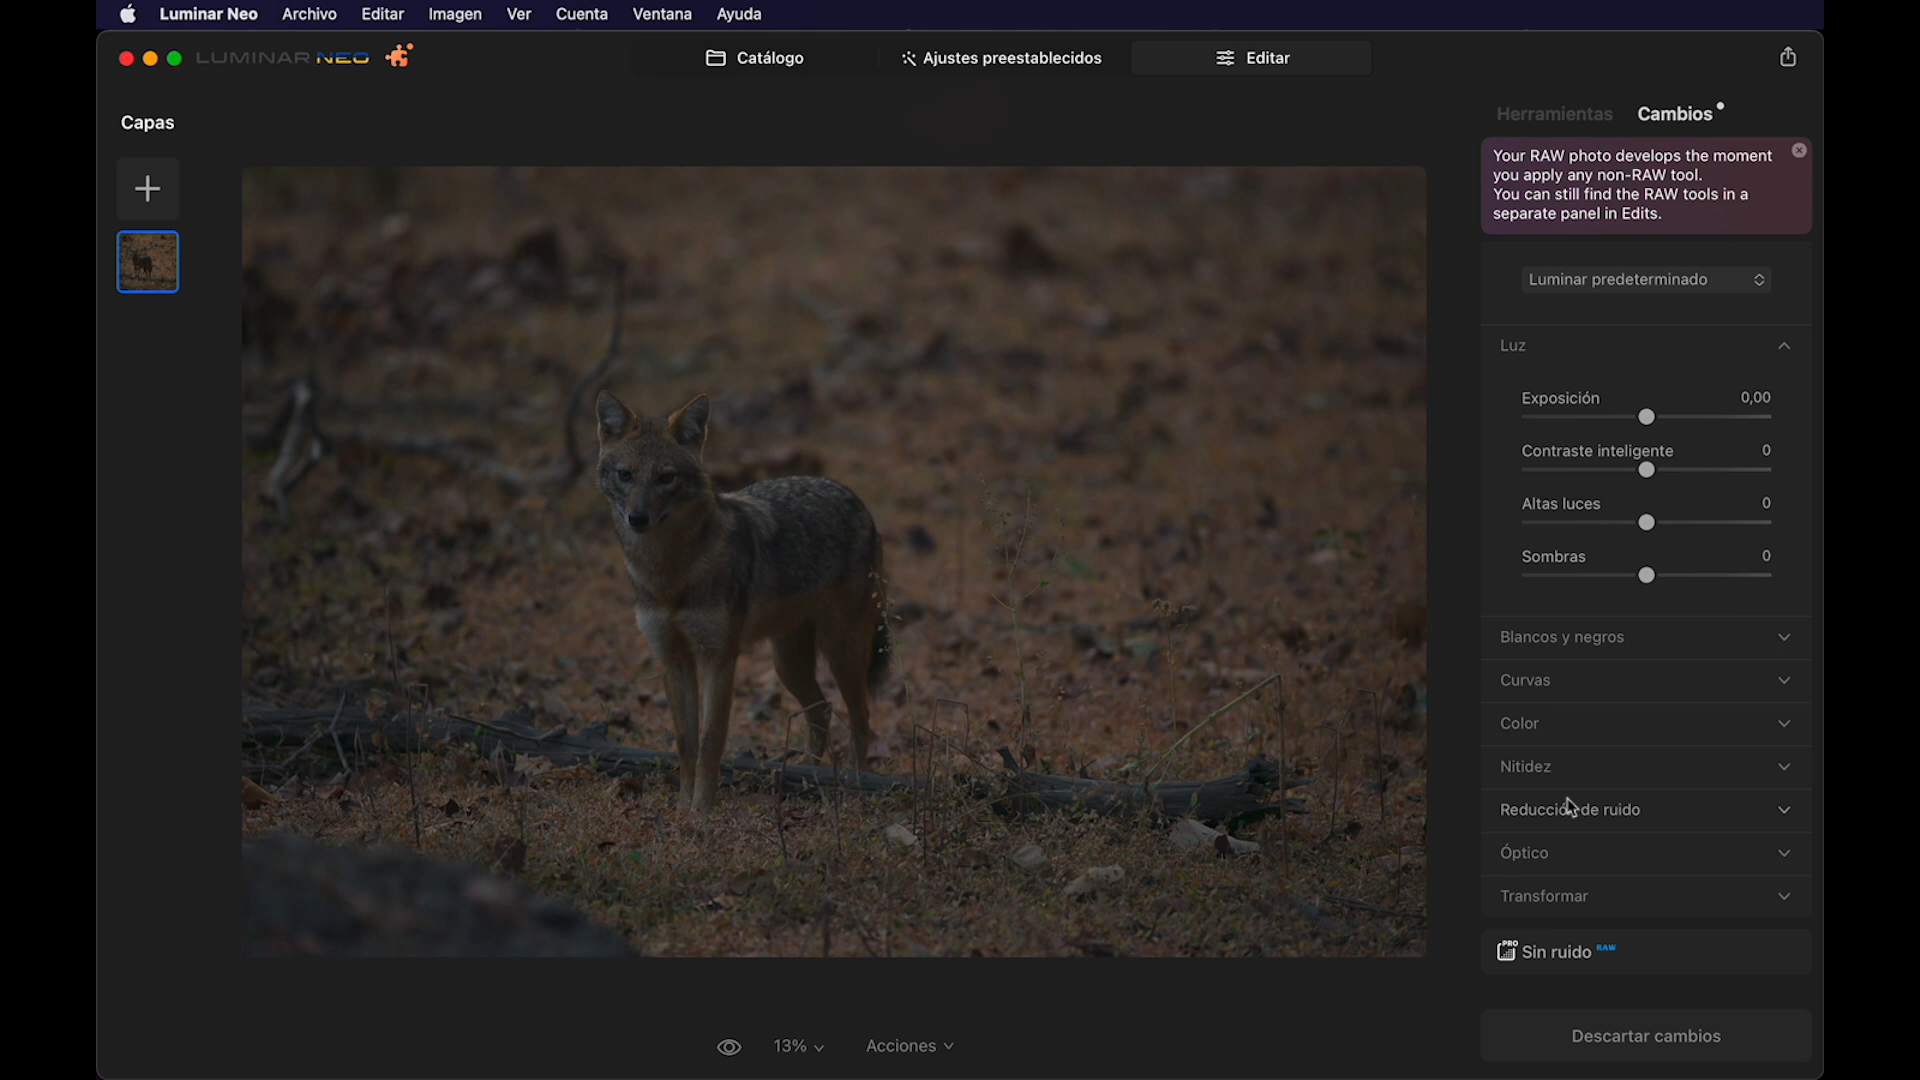 Luminar Neo Archivo Editar Imagen Ver Cuenta Ventana Ayuda
LUMINAR NEO
Catálogo
Ajustes preestablecidos
Editar
Capas
Herramientas
Cambios
Your RAW photo develops the moment
you apply any non-RAW tool.
You can still find the RAW tools in a
separate panel in Edits.
Luminar predeterminado
Luz
Exposición 0,00
Contraste inteligente 0
Altas luces 0
Sombras 0
Blancos y negros
Curvas
Color
Nitidez
Reducción de ruido
Óptico
Transformar
PRO Sin ruido RAW
Descartar cambios
13%
Acciones